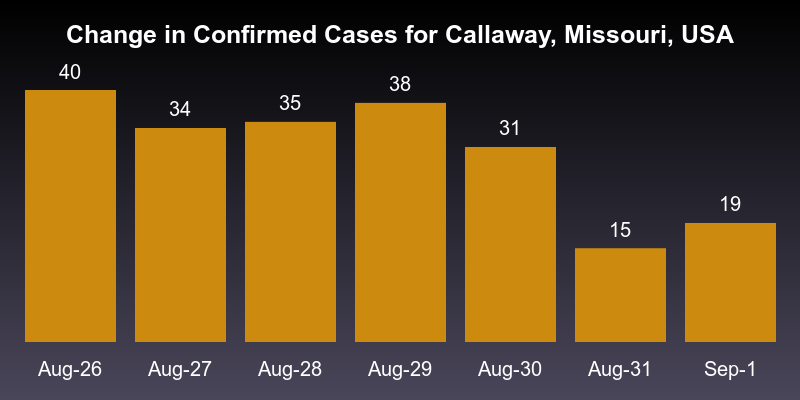 Change in Confirmed Cases for Callaway, Missouri, USA
40
34
35
38
31
15
19
Aug-26
Aug-27
Aug-28
Aug-29
Aug-30
Aug-31
Sep-1